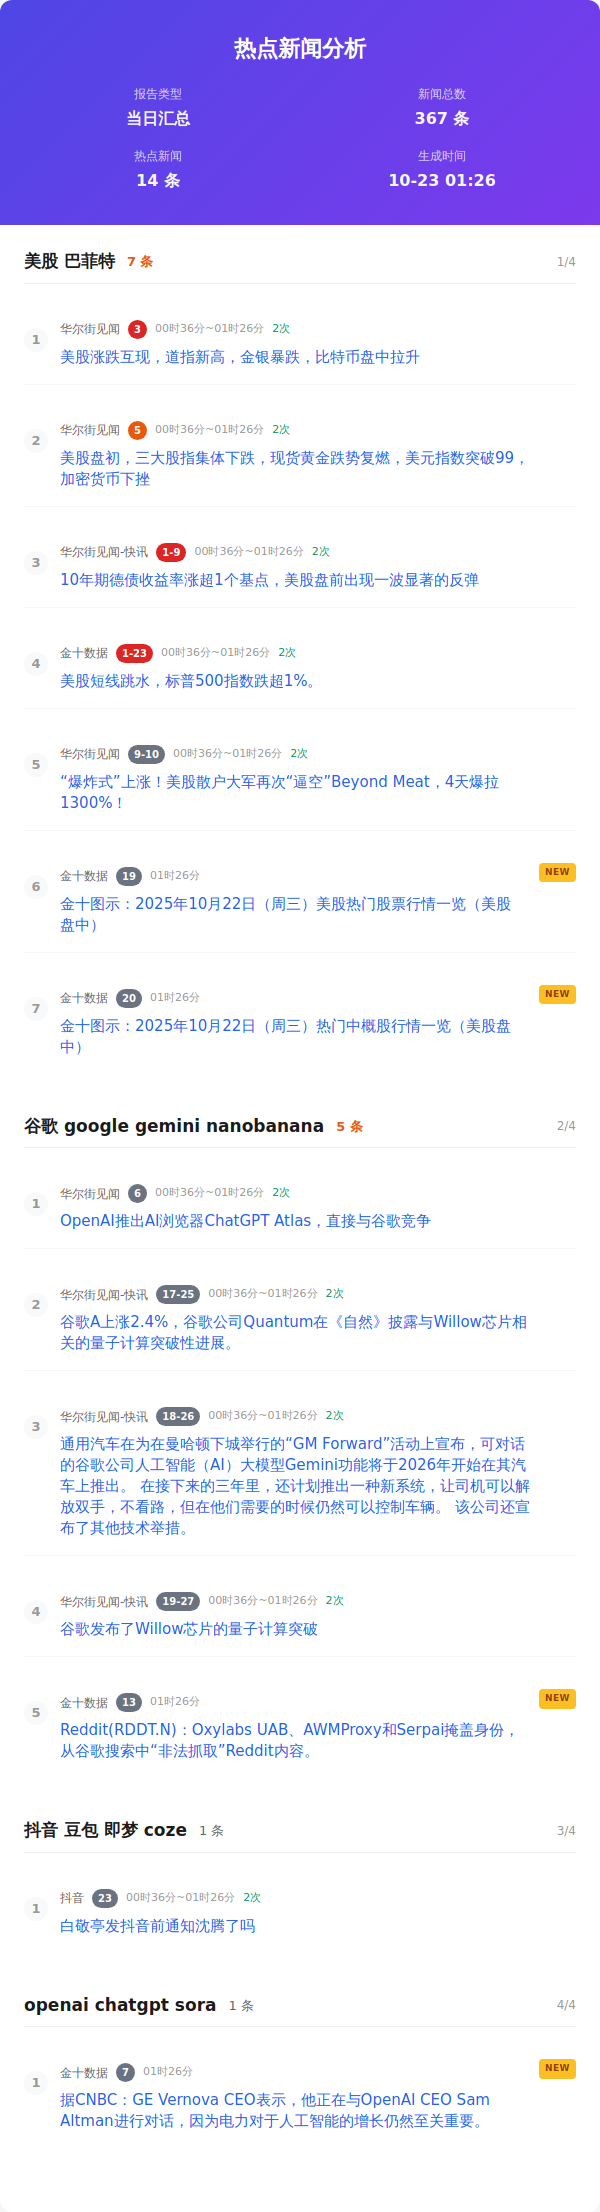 热点新闻分析
报告类型
当日汇总
新闻总数
367 条
热点新闻
14 条
生成时间
10-23 01:26
美股 巴菲特 7 条 1/4
1
华尔街见闻 3 00时36分~01时26分 2次
美股涨跌互现，道指新高，金银暴跌，比特币盘中拉升
2
华尔街见闻 5 00时36分~01时26分 2次
美股盘初，三大股指集体下跌，现货黄金跌势复燃，美元指数突破99，
加密货币下挫
3
华尔街见闻-快讯 1-9 00时36分~01时26分 2次
10年期德债收益率涨超1个基点，美股盘前出现一波显著的反弹
4
金十数据 1-23 00时36分~01时26分 2次
美股短线跳水，标普500指数跌超1%。
5
华尔街见闻 9-10 00时36分~01时26分 2次
“爆炸式”上涨！美股散户大军再次“逼空”Beyond Meat，4天爆拉
1300%！
6
金十数据 19 01时26分 NEW
金十图示：2025年10月22日（周三）美股热门股票行情一览（美股
盘中）
7
金十数据 20 01时26分 NEW
金十图示：2025年10月22日（周三）热门中概股行情一览（美股盘
中）
谷歌 google gemini nanobanana 5 条 2/4
1
华尔街见闻 6 00时36分~01时26分 2次
OpenAI推出AI浏览器ChatGPT Atlas，直接与谷歌竞争
2
华尔街见闻-快讯 17-25 00时36分~01时26分 2次
谷歌A上涨2.4%，谷歌公司Quantum在《自然》披露与Willow芯片相
关的量子计算突破性进展。
3
华尔街见闻-快讯 18-26 00时36分~01时26分 2次
通用汽车在为在曼哈顿下城举行的“GM Forward”活动上宣布，可对话
的谷歌公司人工智能（AI）大模型Gemini功能将于2026年开始在其汽
车上推出。 在接下来的三年里，还计划推出一种新系统，让司机可以解
放双手，不看路，但在他们需要的时候仍然可以控制车辆。 该公司还宣
布了其他技术举措。
4
华尔街见闻-快讯 19-27 00时36分~01时26分 2次
谷歌发布了Willow芯片的量子计算突破
5
金十数据 13 01时26分 NEW
Reddit(RDDT.N)：Oxylabs UAB、AWMProxy和Serpai掩盖身份，
从谷歌搜索中“非法抓取”Reddit内容。
抖音 豆包 即梦 coze 1 条 3/4
1
抖音 23 00时36分~01时26分 2次
白敬亭发抖音前通知沈腾了吗
openai chatgpt sora 1 条 4/4
1
金十数据 7 01时26分 NEW
据CNBC：GE Vernova CEO表示，他正在与OpenAI CEO Sam
Altman进行对话，因为电力对于人工智能的增长仍然至关重要。